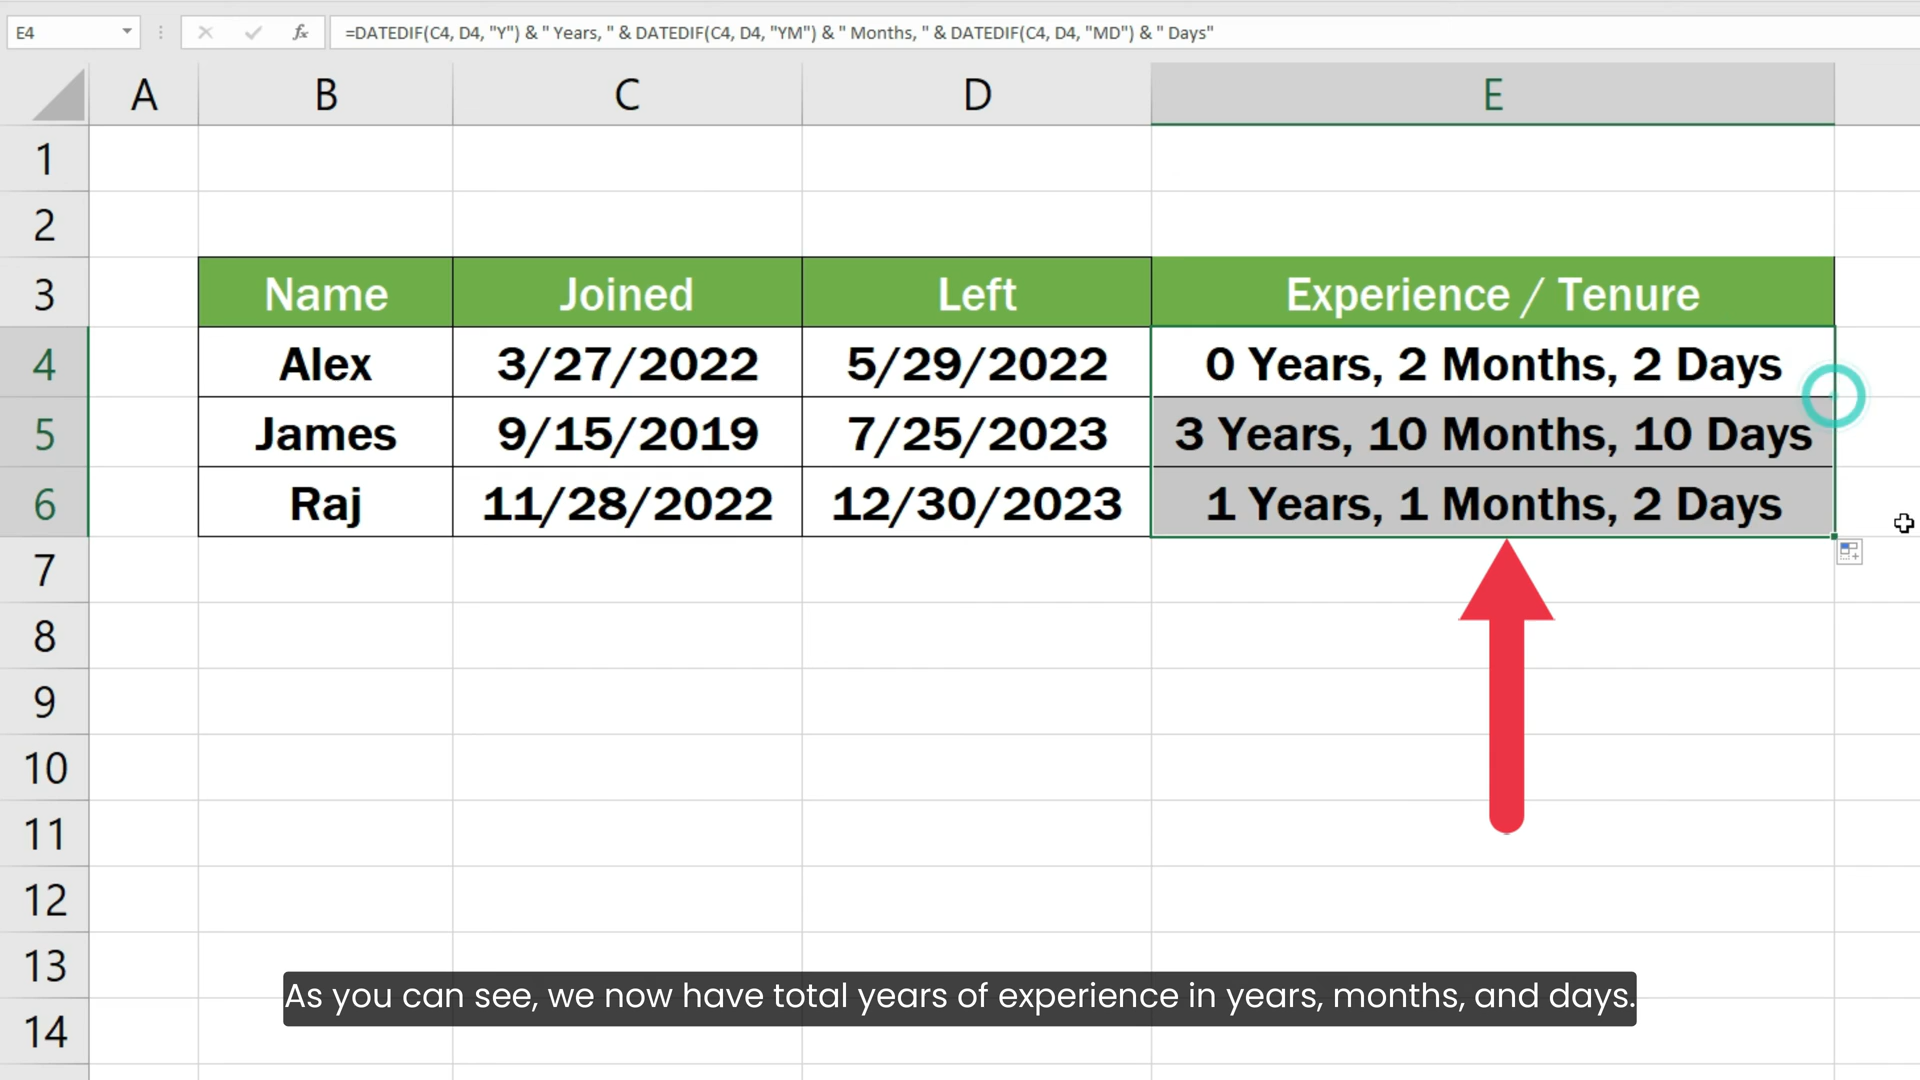 E4 =DATEDIF(C4, D4, "Y") & " Years, " & DATEDIF(C4, D4, "YM") & " Months, " & DATEDIF(C4, D4, "MD") & " Days"
A B C D E
1
2
3 Name Joined Left Experience / Tenure
4 Alex 3/27/2022 5/29/2022 0 Years, 2 Months, 2 Days
5 James 9/15/2019 7/25/2023 3 Years, 10 Months, 10 Days
6 Raj 11/28/2022 12/30/2023 1 Years, 1 Months, 2 Days
7
8
9
10
11
12
13
As you can see, we now have total years of experience in years, months, and days.
14